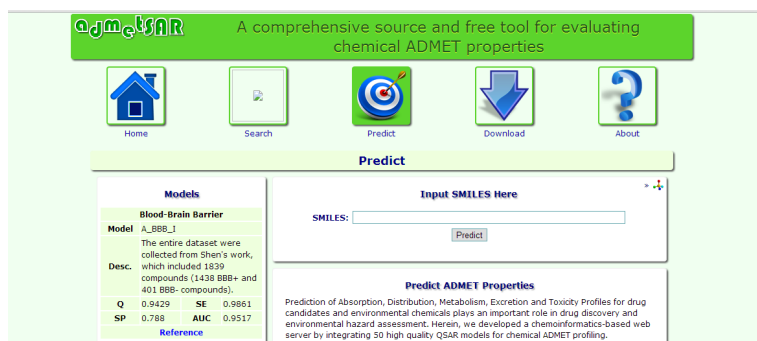 admetSAR
A comprehensive source and free tool for evaluating
chemical ADMET properties
Home
Search
Predict
Download
About
Predict
Models
Blood-Brain Barrier
Model A_BBB_I
Desc. The entire dataset were
collected from Shen's work,
which included 1839
compounds (1438 BBB+ and
401 BBB- compounds).
Q 0.9429 SE 0.9861
SP 0.788 AUC 0.9517
Reference
»
Input SMILES Here
SMILES:
Predict
Predict ADMET Properties
Prediction of Absorption, Distribution, Metabolism, Excretion and Toxicity Profiles for drug
candidates and environmental chemicals plays an important role in drug discovery and
environmental hazard assessment. Herein, we developed a chemoinformatics-based web
server by integrating 50 high quality QSAR models for chemical ADMET profiling.